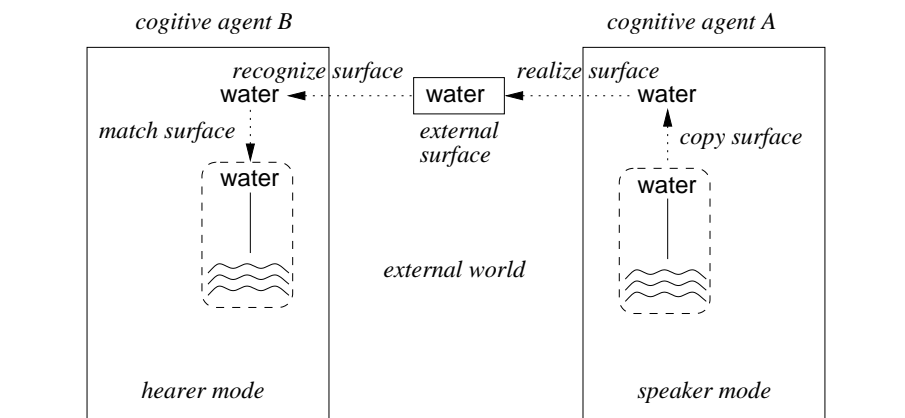 cogitive agent B
cognitive agent A
recognize surface
realize surface
water
water
water
match surface
external
surface
copy surface
water
water
external world
hearer mode
speaker mode